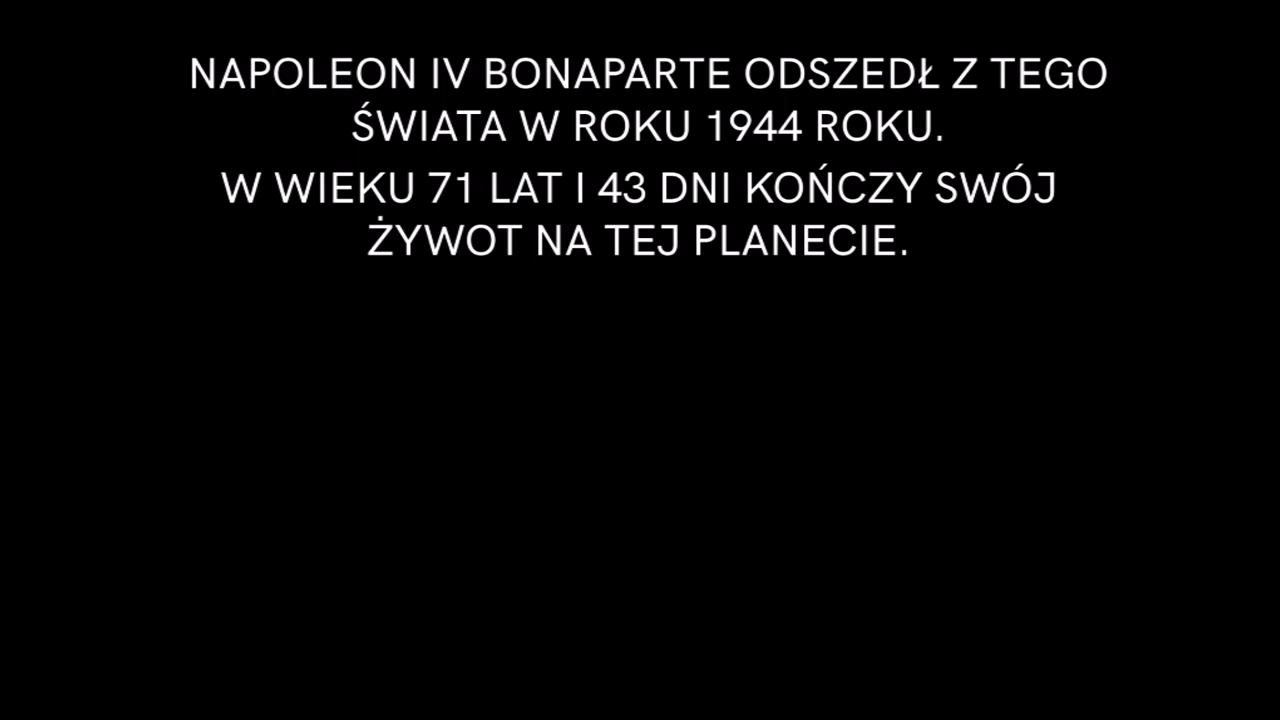 NAPOLEON IV BONAPARTE ODSZEDŁ Z TEGO
ŚWIATA W ROKU 1944 ROKU.
W WIEKU 71 LAT I 43 DNI KOŃCZY SWÓJ
ŻYWOT NA TEJ PLANECIE.